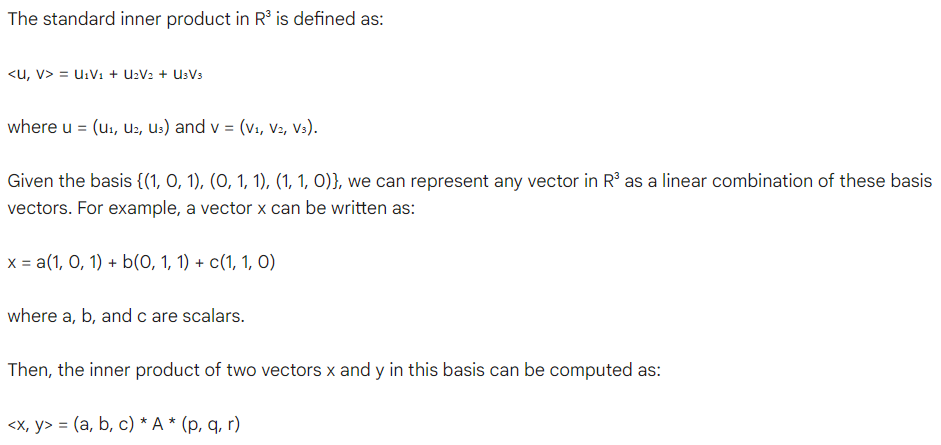 The standard inner product in R³ is defined as:
<u, v> = u₁v₁ + u₂v₂ + u₃v₃
where u = (u₁, u₂, u₃) and v = (v₁, v₂, v₃).
Given the basis {(1, 0, 1), (0, 1, 1), (1, 1, 0)}, we can represent any vector in R³ as a linear combination of these basis
vectors. For example, a vector x can be written as:
x = a(1, 0, 1) + b(0, 1, 1) + c(1, 1, 0)
where a, b, and c are scalars.
Then, the inner product of two vectors x and y in this basis can be computed as:
<x, y> = (a, b, c) * A * (p, q, r)